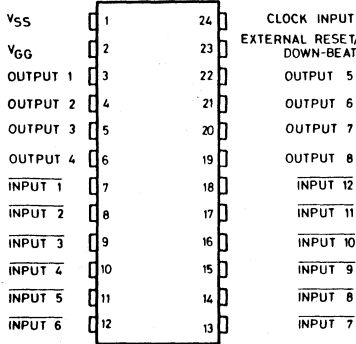 VSS 1 24 CLOCK INPUT
VGG 2 23 EXTERNAL RESET/
DOWN-BEAT
OUTPUT 1 3 22 OUTPUT 5
OUTPUT 2 4 21 OUTPUT 6
OUTPUT 3 5 20 OUTPUT 7
OUTPUT 4 6 19 OUTPUT 8
INPUT 1 7 18 INPUT 12
INPUT 2 8 17 INPUT 11
INPUT 3 9 16 INPUT 10
INPUT 4 10 15 INPUT 9
INPUT 5 11 14 INPUT 8
INPUT 6 12 13 INPUT 7